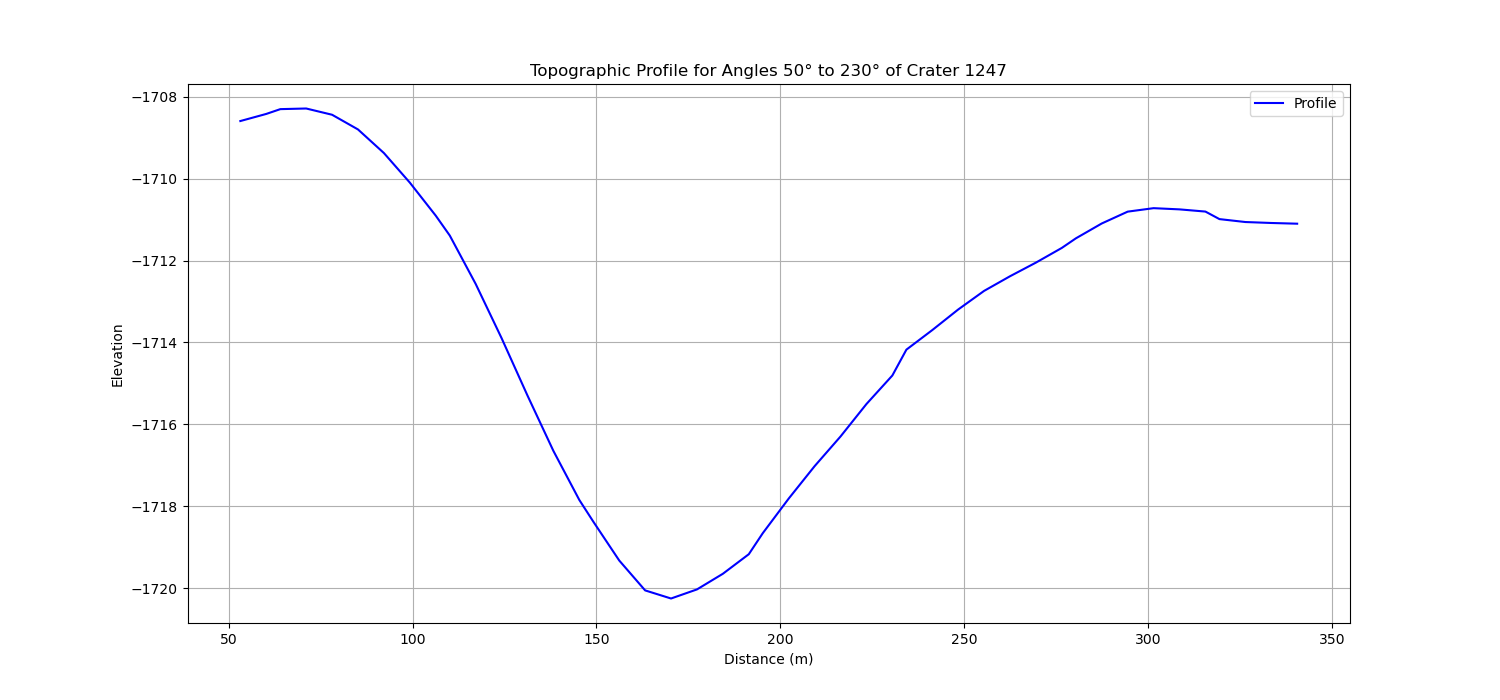 Topographic Profile for Angles 50° to 230° of Crater 1247
Profile
−1708
−1710
−1712
−1714
−1716
−1718
−1720
Elevation
50 100 150 200 250 300 350
Distance (m)